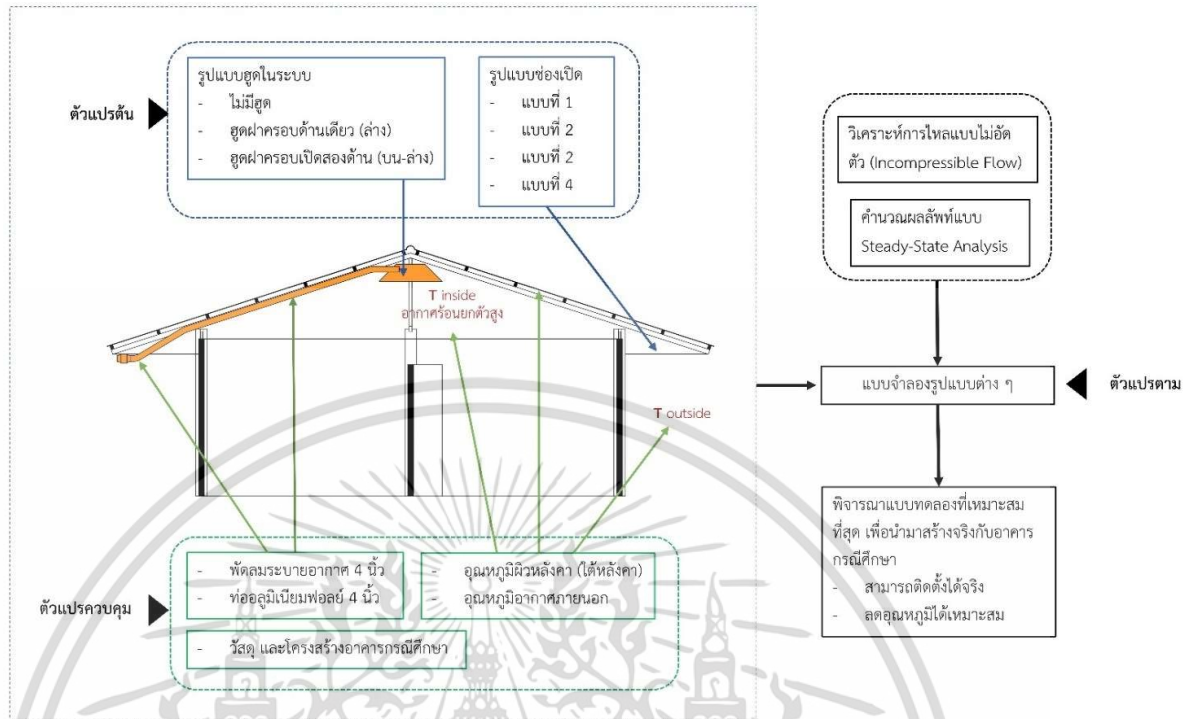 ตัวแปรต้น
รูปแบบฮูดในระบบ
- ไม่มีฮูด
- ฮูดฝาครอบด้านเดียว (ล่าง)
- ฮูดฝาครอบเปิดสองด้าน (บน-ล่าง)
รูปแบบช่องเปิด
- แบบที่ 1
- แบบที่ 2
- แบบที่ 2
- แบบที่ 4
T inside
อากาศร้อนยกตัวสูง
T outside
ตัวแปรควบคุม
- พัดลมระบายอากาศ 4 นิ้ว
- ท่ออลูมิเนียมฟอลย์ 4 นิ้ว
- อุณหภูมิผิวหลังคา (ใต้หลังคา)
- อุณหภูมิอากาศภายนอก
- วัสดุ และโครงสร้างอาคารกรณีศึกษา
วิเคราะห์การไหลแบบไม่อัด
ตัว (Incompressible Flow)
คำนวณผลลัพท์แบบ
Steady-State Analysis
แบบจำลองรูปแบบต่าง ๆ
ตัวแปรตาม
พิจารณาแบบทดลองที่เหมาะสม
ที่สุด เพื่อนำมาสร้างจริงกับอาคาร
กรณีศึกษา
- สามารถติดตั้งได้จริง
- ลดอุณหภูมิได้เหมาะสม